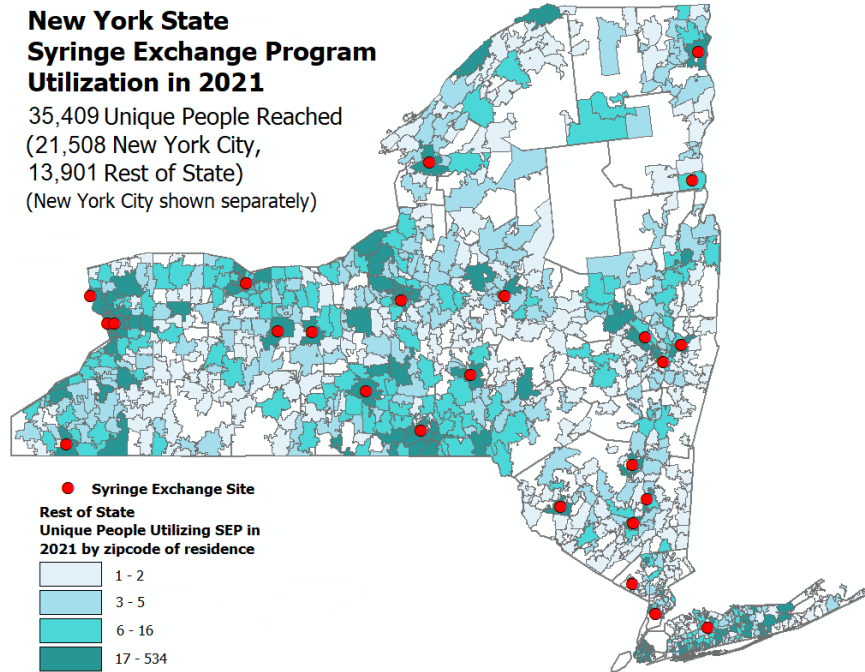 New York State
Syringe Exchange Program
Utilization in 2021
35,409 Unique People Reached
(21,508 New York City,
13,901 Rest of State)
(New York City shown separately)
Syringe Exchange Site
Rest of State
Unique People Utilizing SEP in
2021 by zipcode of residence
1 - 2
3 - 5
6 - 16
17 - 534